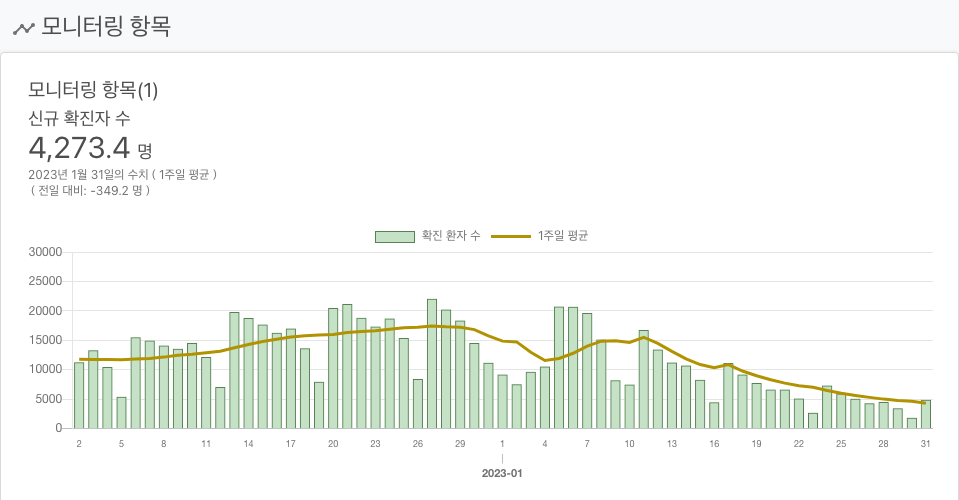 모니터링 항목
모니터링 항목(1)
신규 확진자 수
4,273.4 명
2023년 1월 31일의 수치 ( 1주일 평균 )
( 전일 대비: -349.2 명 )
확진 환자 수 1주일 평균
30000
25000
20000
15000
10000
5000
0
2 5 8 11 14 17 20 23 26 29 1 4 7 10 13 16 19 22 25 28 31
2023-01